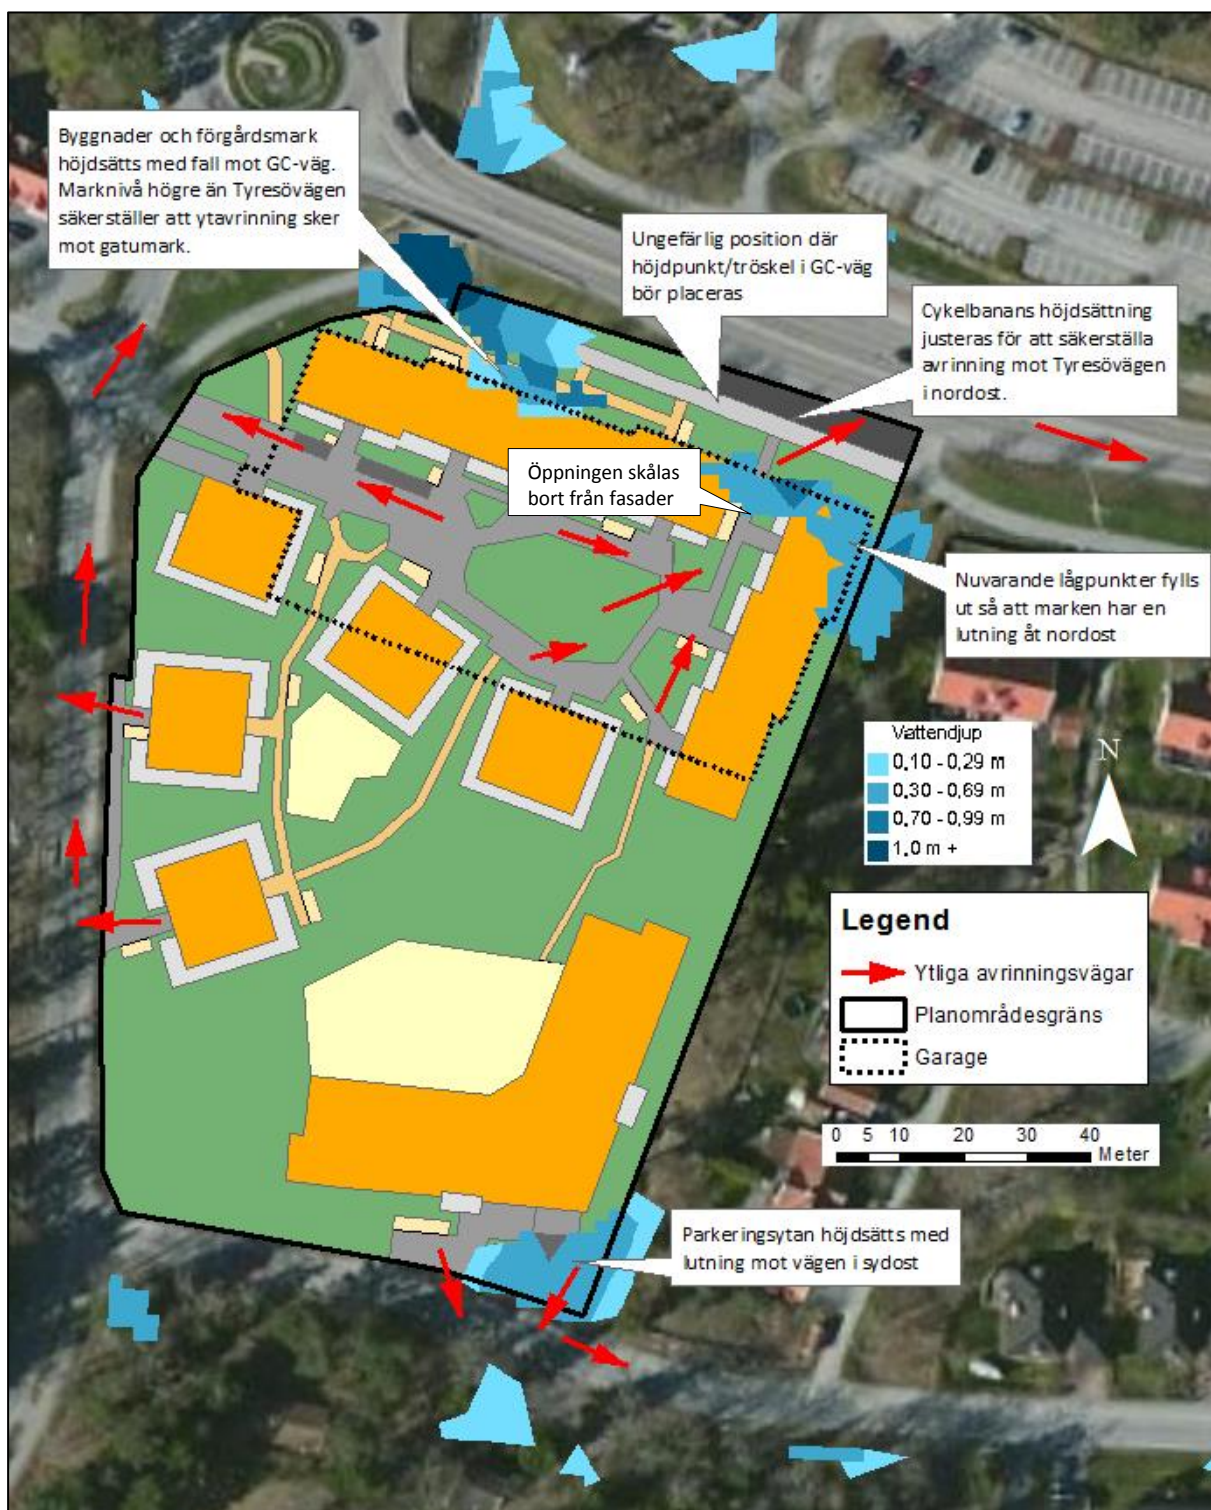 Byggnader och förgårdsmark
höjdsätts med fall mot GC-väg.
Marknivå högre än Tyresövägen
säkerställer att ytavrinning sker
mot gatumark.
Ungefärlig position där
höjdpunkt/tröskel i GC-väg
bör placeras
Cykelbanans höjdsättning
justeras för att säkerställa
avrinning mot Tyresövägen
i nordost.
Öppningen skålas
bort från fasader
Nuvarande lågpunkter fylls
ut så att marken har en
lutning åt nordost
Vattendjup
0,10 - 0,29 m
0,30 - 0,69 m
0,70 - 0,99 m
1,0 m +
N
Legend
Ytliga avrinningsvägar
Planområdesgräns
Garage
0 5 10 20 30 40
Meter
Parkeringsytan höjdsätts med
lutning mot vägen i sydost